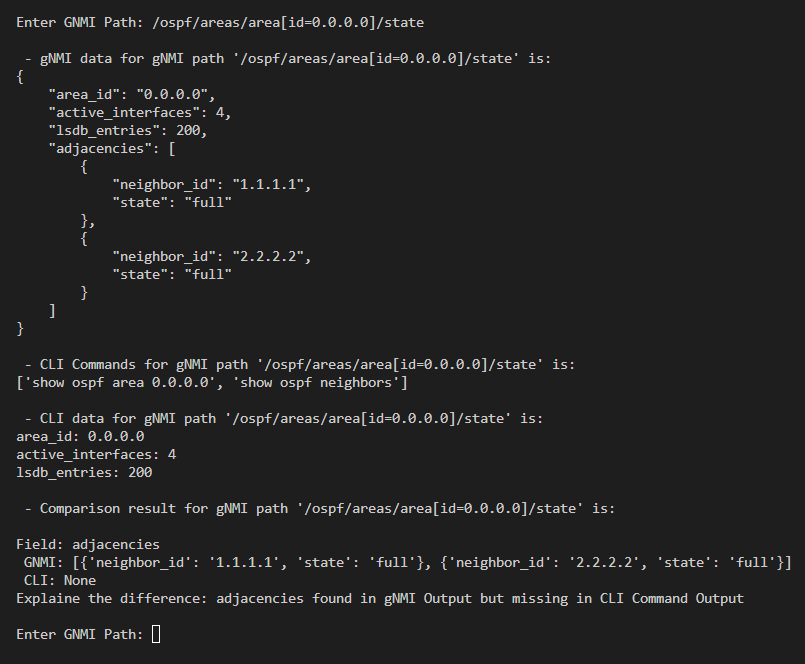 Enter GNMI Path: /ospf/areas/area[id=0.0.0.0]/state
- gNMI data for gNMI path '/ospf/areas/area[id=0.0.0.0]/state' is:
{
"area_id": "0.0.0.0",
"active_interfaces": 4,
"lsdb_entries": 200,
"adjacencies": [
{
"neighbor_id": "1.1.1.1",
"state": "full"
},
{
"neighbor_id": "2.2.2.2",
"state": "full"
}
]
}
- CLI Commands for gNMI path '/ospf/areas/area[id=0.0.0.0]/state' is:
['show ospf area 0.0.0.0', 'show ospf neighbors']
- CLI data for gNMI path '/ospf/areas/area[id=0.0.0.0]/state' is:
area_id: 0.0.0.0
active_interfaces: 4
lsdb_entries: 200
- Comparison result for gNMI path '/ospf/areas/area[id=0.0.0.0]/state' is:
Field: adjacencies
GNMI: [{'neighbor_id': '1.1.1.1', 'state': 'full'}, {'neighbor_id': '2.2.2.2', 'state': 'full'}]
CLI: None
Explaine the difference: adjacencies found in gNMI Output but missing in CLI Command Output
Enter GNMI Path: